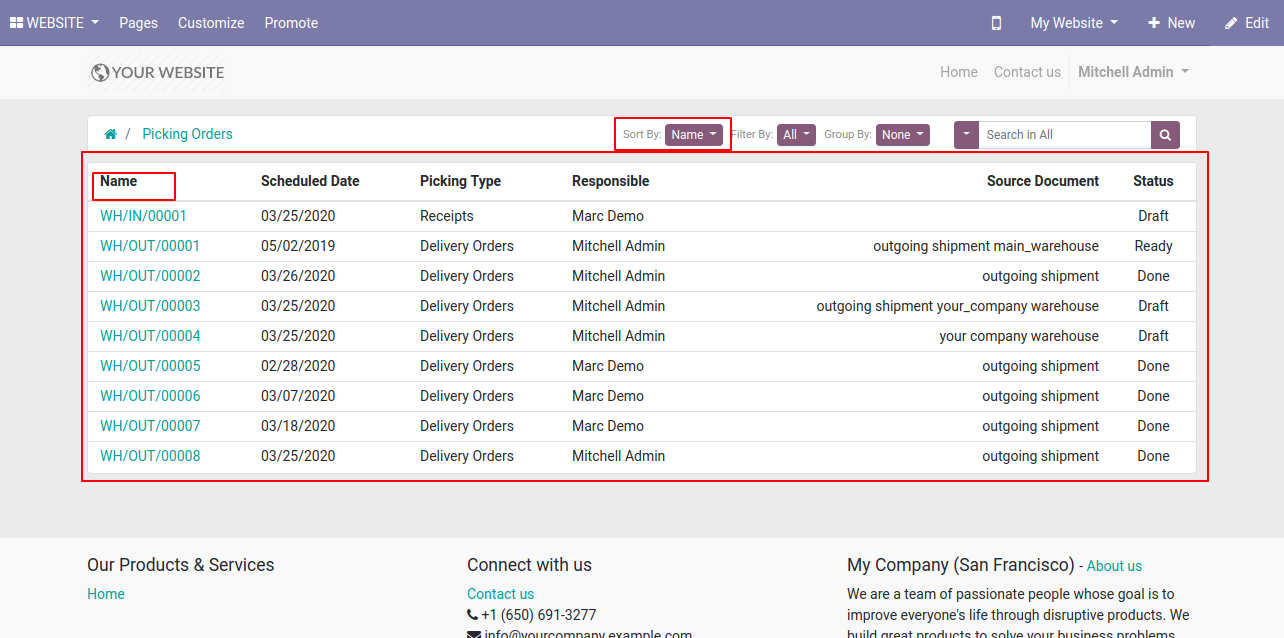 WEBSITE Pages Customize Promote My Website New Edit
YOUR WEBSITE Home Contact us Mitchell Admin
/ Picking Orders Sort By: Name Filter By: All Group By: None Search in All
Name Scheduled Date Picking Type Responsible Source Document Status
WH/IN/00001 03/25/2020 Receipts Marc Demo Draft
WH/OUT/00001 05/02/2019 Delivery Orders Mitchell Admin outgoing shipment main_warehouse Ready
WH/OUT/00002 03/26/2020 Delivery Orders Mitchell Admin outgoing shipment Done
WH/OUT/00003 03/25/2020 Delivery Orders Mitchell Admin outgoing shipment your_company warehouse Draft
WH/OUT/00004 03/25/2020 Delivery Orders Mitchell Admin your company warehouse Draft
WH/OUT/00005 02/28/2020 Delivery Orders Marc Demo outgoing shipment Done
WH/OUT/00006 03/07/2020 Delivery Orders Marc Demo outgoing shipment Done
WH/OUT/00007 03/18/2020 Delivery Orders Marc Demo outgoing shipment Done
WH/OUT/00008 03/25/2020 Delivery Orders Mitchell Admin outgoing shipment Done
Our Products & Services Connect with us My Company (San Francisco) - About us
Home Contact us We are a team of passionate people whose goal is to
+1 (650) 691-3277 improve everyone's life through disruptive products. We
info@yourcompany.example.com build great products to solve your business problems.